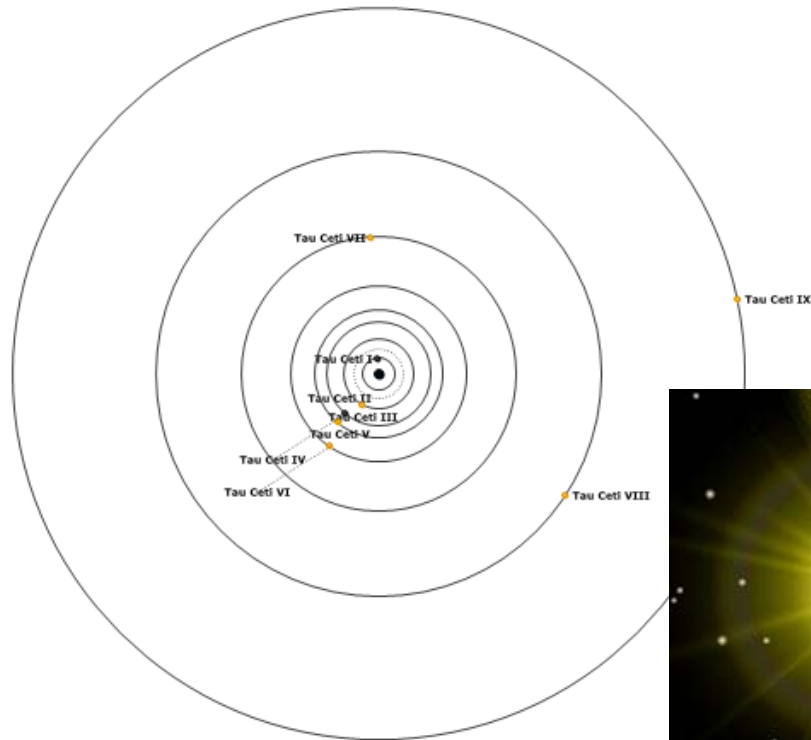 Tau Ceti VII
Tau Ceti IX
Tau Ceti I
Tau Ceti II
Tau Ceti III
Tau Ceti V
Tau Ceti IV
Tau Ceti VI
Tau Ceti VIII